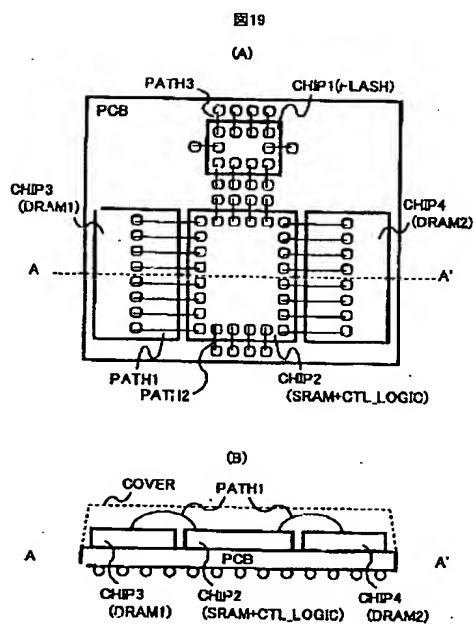 図19
(A)
PATH3
CHIP1(FLASH)
PCB
CHIP3
(DRAM1)
CHIP4
(DRAM2)
A
A'
PATH1
PATH2
CHIP2
(SRAM+CTL_LOGIC)
(B)
COVER
PATH1
A
PCB
A'
CHIP3
(DRAM1)
CHIP2
(SRAM+CTL_LOGIC)
CHIP4
(DRAM2)